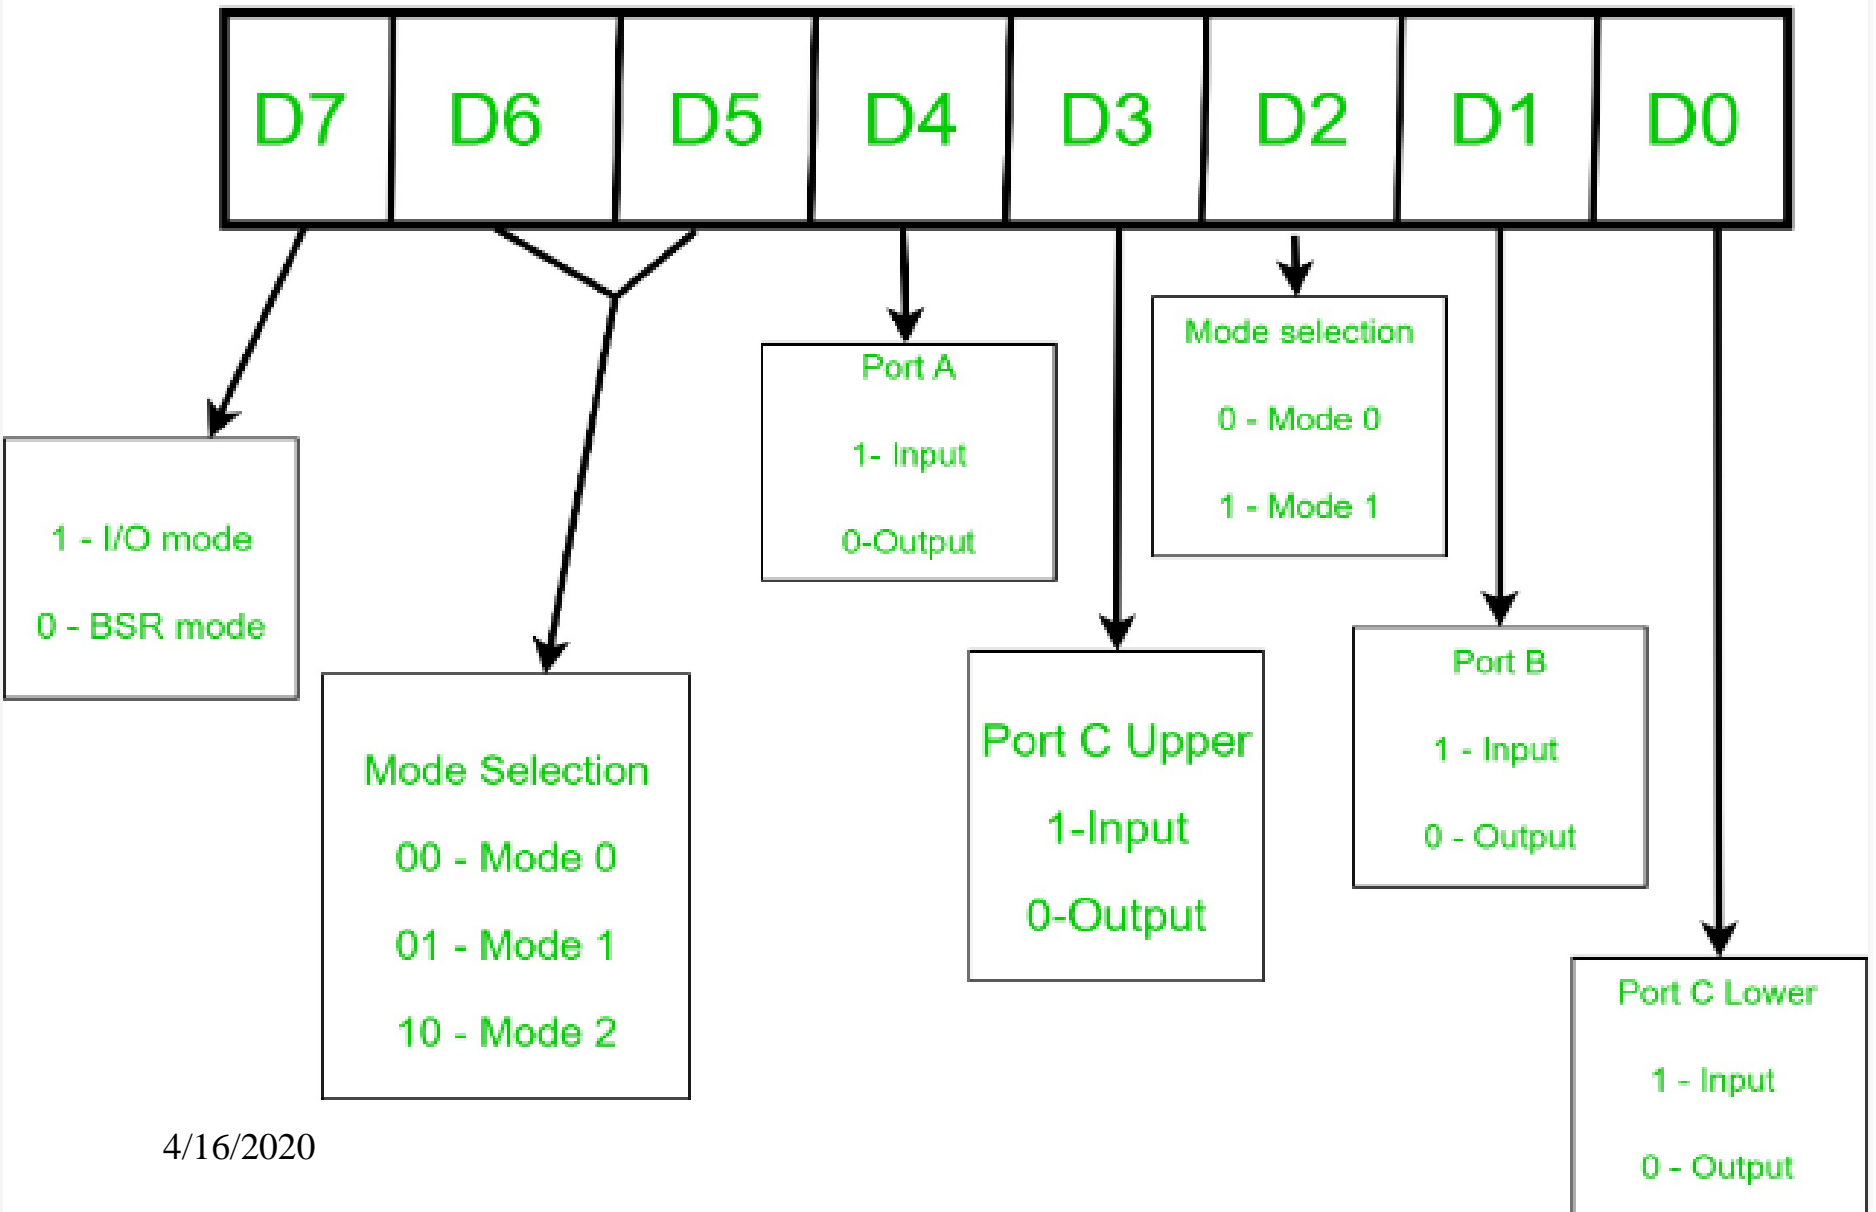 D7 D6 D5 D4 D3 D2 D1 D0
1 - I/O mode
0 - BSR mode
Mode Selection
00 - Mode 0
01 - Mode 1
10 - Mode 2
Port A
1- Input
0-Output
Port C Upper
1-Input
0-Output
Mode selection
0 - Mode 0
1 - Mode 1
Port B
1 - Input
0 - Output
Port C Lower
1 - Input
0 - Output
4/16/2020